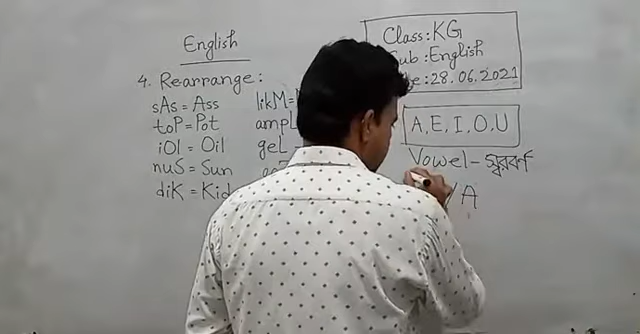 English
4. Rearrange:
sAs = Ass
toP = Pot
iOl = Oil
nuS = Sun
diK = Kid
likM =
ampL
geL
Class: KG
Sub: English
28.06.2021
A, E, I, O, U
Vowel - স্বরবর্ণ
A